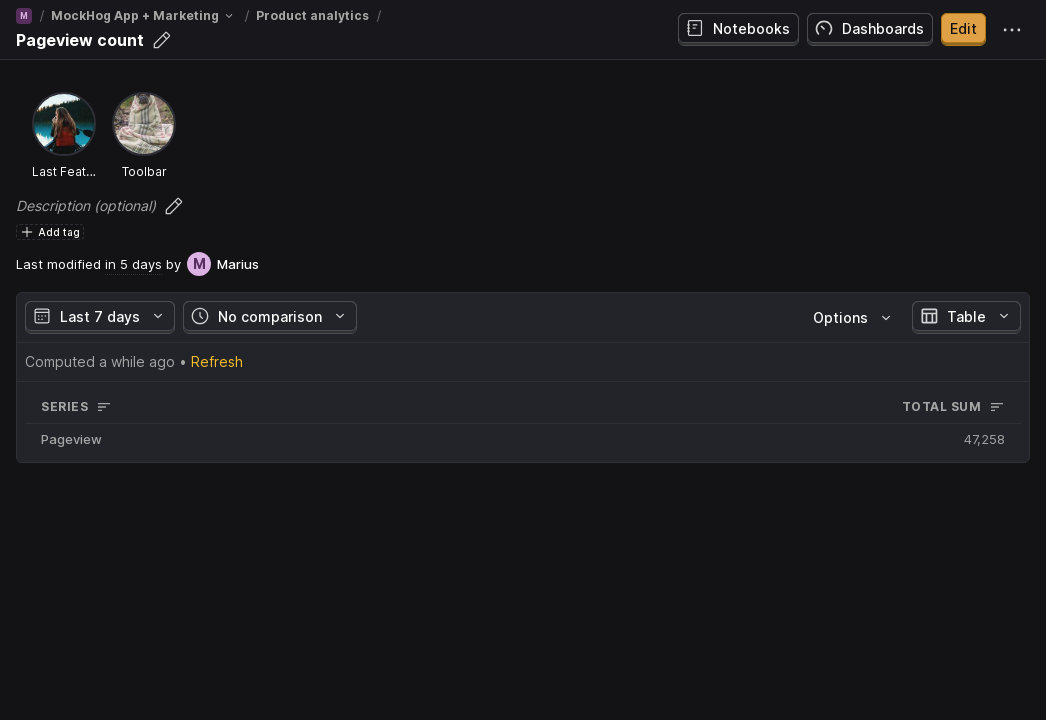 M / MockHog App + Marketing / Product analytics /
Pageview count
Notebooks
Dashboards
Edit
Last Feat...
Toolbar
Description (optional)
Add tag
Last modified in 5 days by M Marius
Last 7 days
No comparison
Options
Table
Computed a while ago • Refresh
SERIES
TOTAL SUM
Pageview
47,258